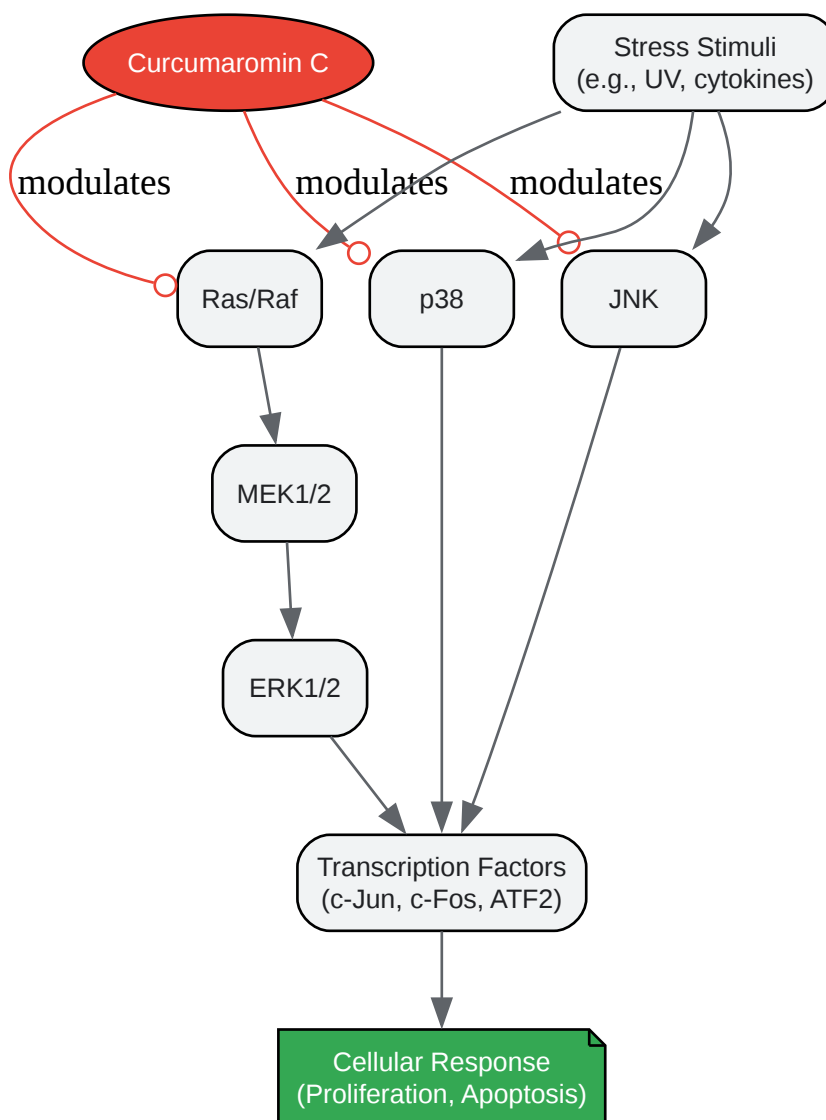 Curcumaromin C
Stress Stimuli
(e.g., UV, cytokines)
modulates
modulates
modulates
Ras/Raf
p38
JNK
MEK1/2
ERK1/2
Transcription Factors
(c-Jun, c-Fos, ATF2)
Cellular Response
(Proliferation, Apoptosis)